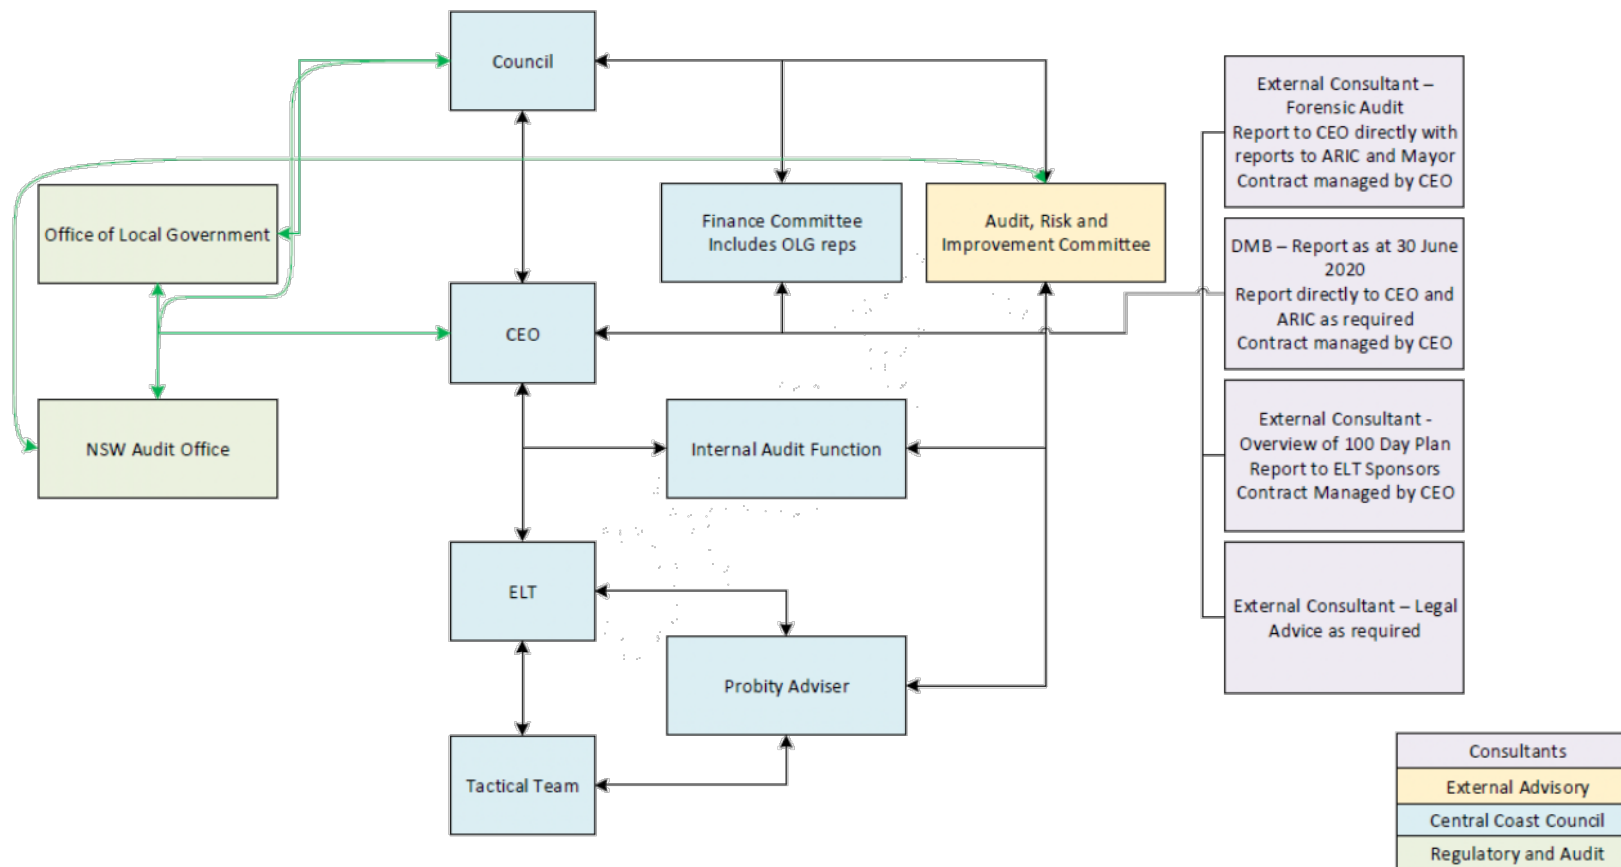 Council
External Consultant –
Forensic Audit
Report to CEO directly with
reports to ARIC and Mayor
Contract managed by CEO
Office of Local Government
Finance Committee
Includes OLG reps
Audit, Risk and
Improvement Committee
DMB – Report as at 30 June
2020
Report directly to CEO and
ARIC as required
Contract managed by CEO
CEO
NSW Audit Office
Internal Audit Function
External Consultant -
Overview of 100 Day Plan
Report to ELT Sponsors
Contract Managed by CEO
ELT
External Consultant – Legal
Advice as required
Probity Adviser
Tactical Team
Consultants
External Advisory
Central Coast Council
Regulatory and Audit